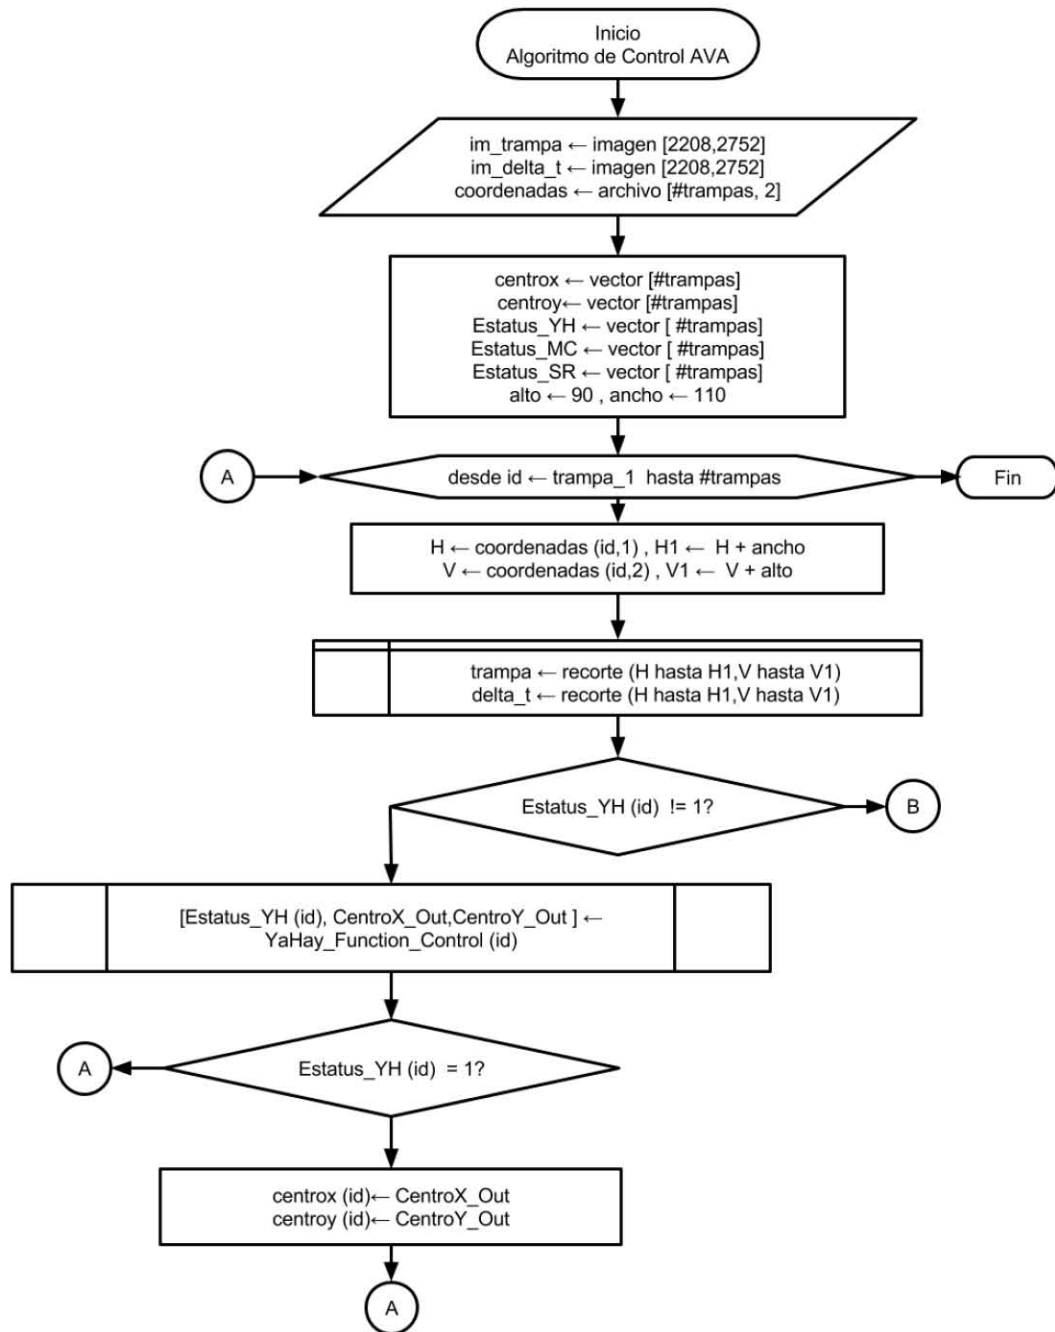 Inicio
Algoritmo de Control AVA
im_trampa ← imagen [2208,2752]
im_delta_t ← imagen [2208,2752]
coordenadas ← archivo [#trampas, 2]
centrox ← vector [#trampas]
centroy← vector [#trampas]
Estatus_YH ← vector [ #trampas]
Estatus_MC ← vector [ #trampas]
Estatus_SR ← vector [ #trampas]
alto ← 90 , ancho ← 110
A
desde id ← trampa_1 hasta #trampas
Fin
H ← coordenadas (id,1) , H1 ← H + ancho
V ← coordenadas (id,2) , V1 ← V + alto
trampa ← recorte (H hasta H1,V hasta V1)
delta_t ← recorte (H hasta H1,V hasta V1)
Estatus_YH (id) != 1?
B
[Estatus_YH (id), CentroX_Out,CentroY_Out ] ←
YaHay_Function_Control (id)
A
Estatus_YH (id) = 1?
centrox (id)← CentroX_Out
centroy (id)← CentroY_Out
A